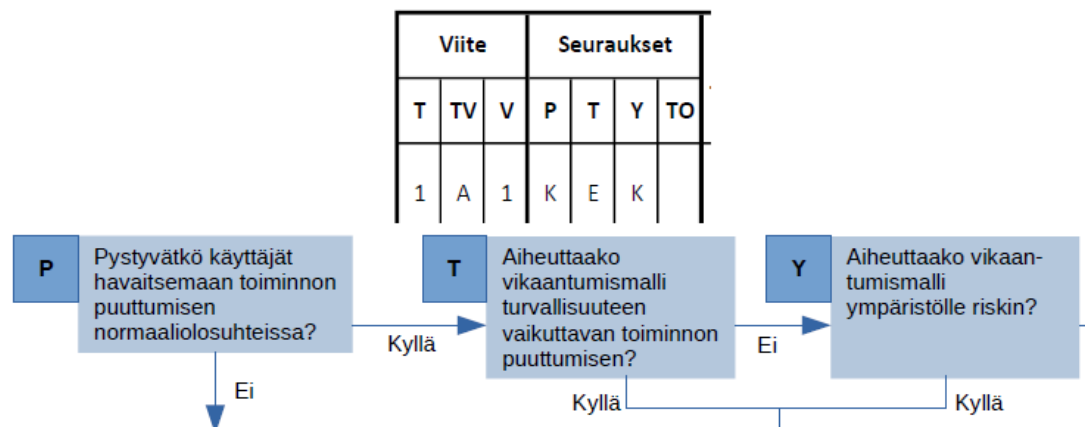 Viite Seuraukset
T TV V P T Y TO
1 A 1 K E K
P
Pystyvätkö käyttäjät
havaitsemaan toiminnon
puuttumisen
normaaliolosuhteissa?
Kyllä
Ei
T
Aiheuttaako
vikaantumismalli
turvallisuuteen
vaikuttavan toiminnon
puuttumisen?
Ei
Kyllä
Y
Aiheuttaako vikaan-
tumismalli
ympäristölle riskin?
Kyllä